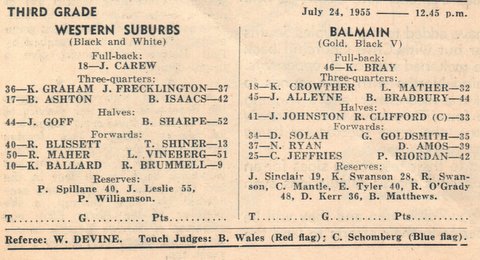 THIRD GRADE
July 24, 1955 — 12.45 p.m.
WESTERN SUBURBS
(Black and White)
Full-back:
18—J. CAREW
Three-quarters:
36—K. GRAHAM J. FRECKLINGTON—37
17—B. ASHTON B. ISAACS—42
Halves:
44—J. GOFF B. SHARPE—52
Forwards:
40—R. BLISSETT T. SHINER—13
50—R. MAHER L. VINEBERG—51
10—K. BALLARD R. BRUMMELL—9
Reserves:
P. Spillane 40, J. Leslie 55,
P. Williamson.
T.......... G.......... Pts..........
BALMAIN
(Gold, Black V)
Full-back:
46—K. BRAY
Three-quarters:
18—K. CROWTHER L. MATHER—32
45—J. ALLEYNE B. BRADBURY—44
Halves:
41—J. JOHNSTON R. CLIFFORD (C)—33
Forwards:
34—D. SOLAH G. GOLDSMITH—35
37—N. RYAN D. AMOS—39
25—C. JEFFRIES P. RIORDAN—42
Reserves:
J. Sinclair 19, K. Swanson 28, R. Swan-
son, C. Mantle, E. Tyler 40, R. O'Grady
48, D. Kerr 36, B. Matthews.
T.......... G.......... Pts..........
Referee: W. DEVINE. Touch Judges: B. Wales (Red flag); C. Schomberg (Blue flag).